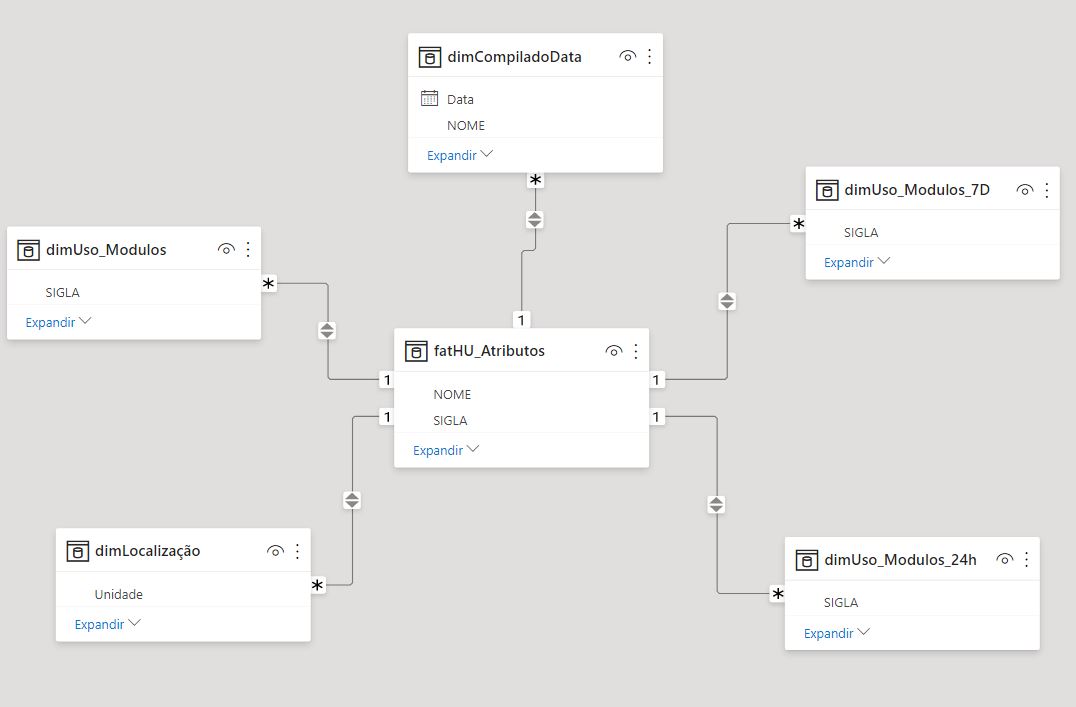 dimCompiladoData
Data
NOME
Expandir
*
1
dimUso_Modulos_7D
SIGLA
Expandir
*
dimUso_Modulos
SIGLA
Expandir
*
fatHU_Atributos
NOME
SIGLA
Expandir
1
1
1
1
dimLocalização
Unidade
Expandir
*
dimUso_Modulos_24h
SIGLA
Expandir
*